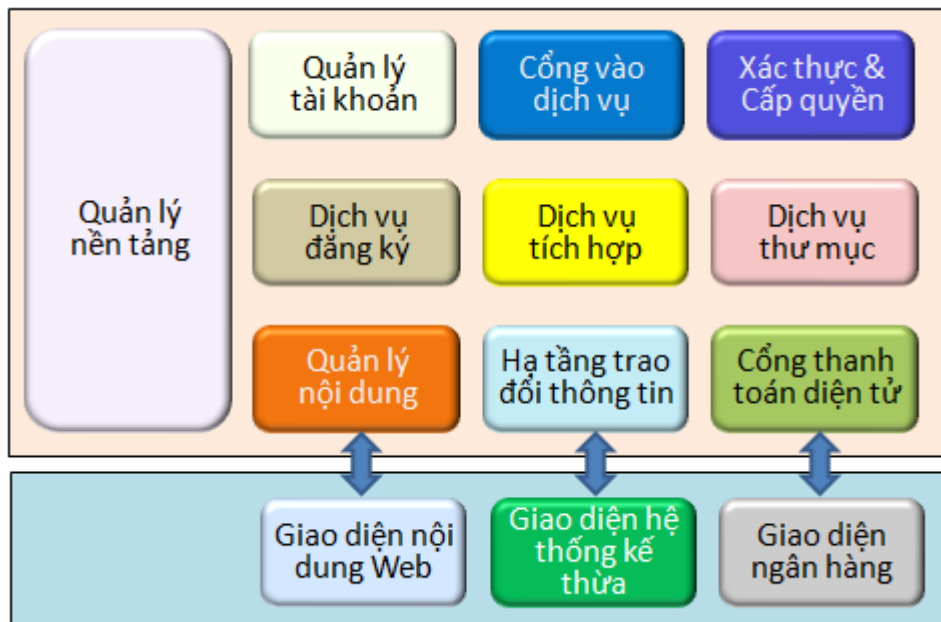 Quản lý
nền tảng
Quản lý
tài khoản
Cổng vào
dịch vụ
Xác thực &
Cấp quyền
Dịch vụ
đăng ký
Dịch vụ
tích hợp
Dịch vụ
thư mục
Quản lý
nội dung
Hạ tầng trao
đổi thông tin
Cổng thanh
toán diện tử
Giao diện nội
dung Web
Giao diện hệ
thống kế
thừa
Giao diện
ngân hàng